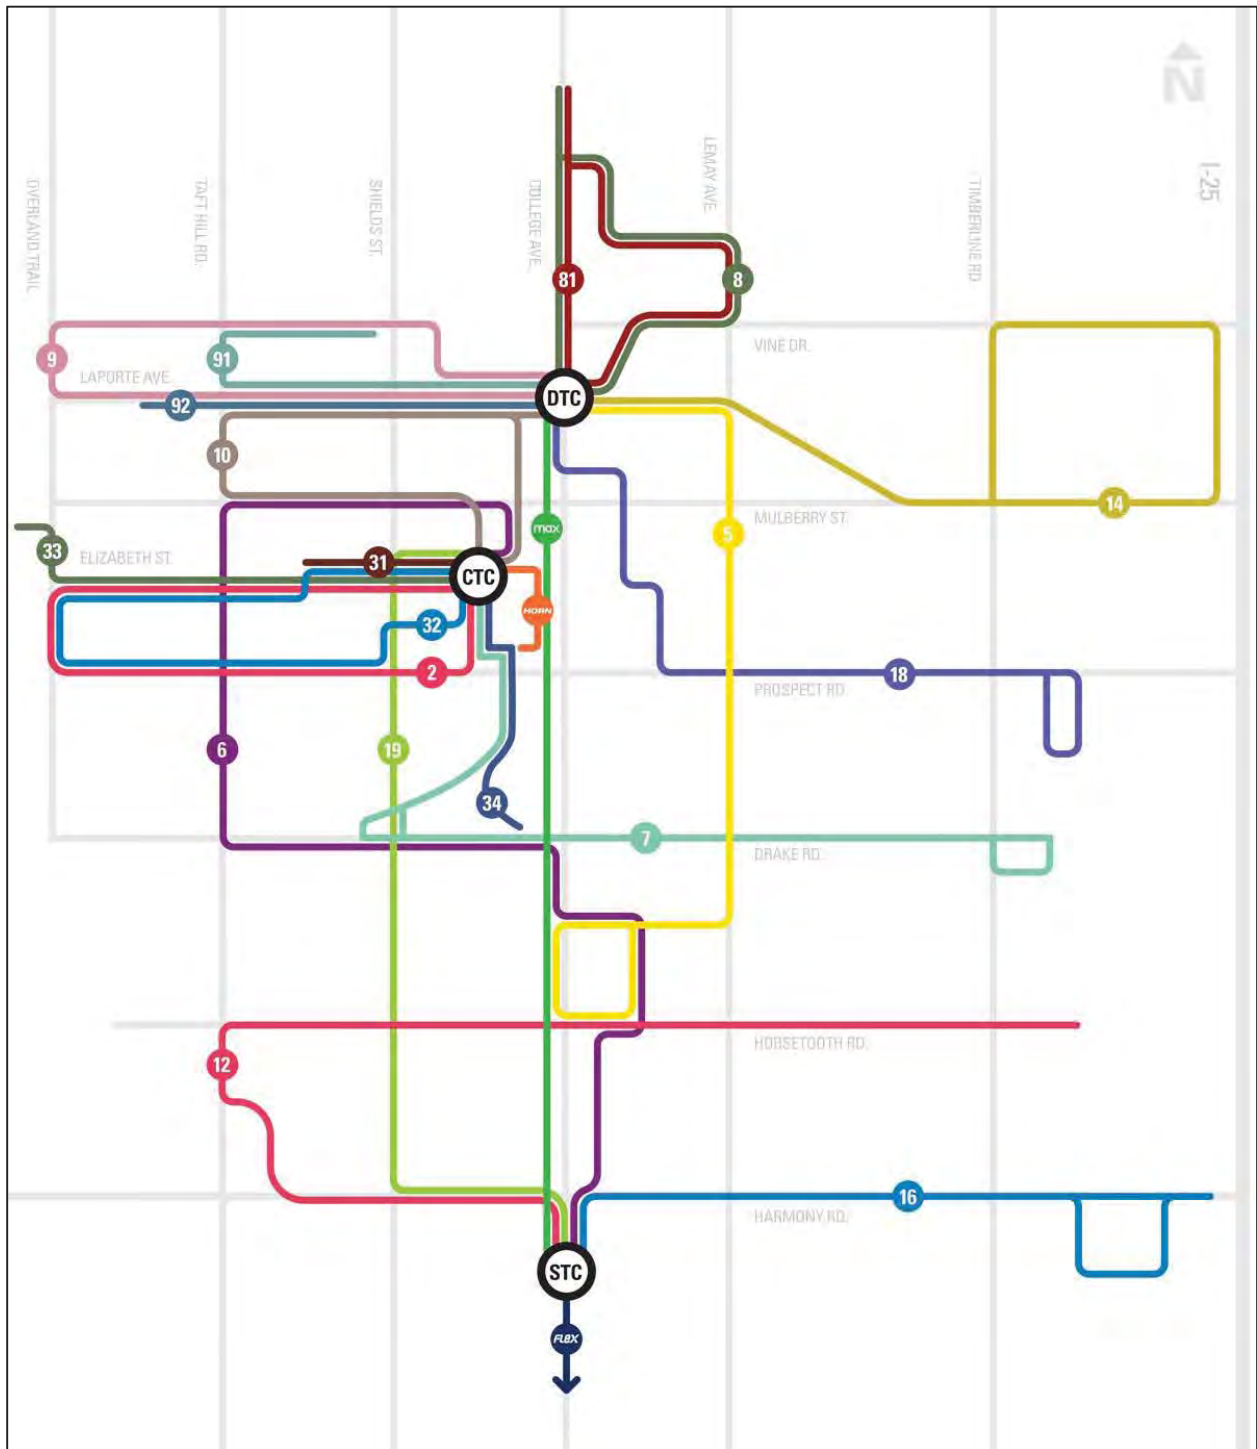 N
OVERLAND TRAIL
TAFT HILL RD.
SHIELDS ST.
COLLEGE AVE.
LEMAY AVE.
TIMBERLINE RD
I-25
81
8
9
91
LAPORTE AVE.
VINE DR.
92
DTC
10
14
MULBERRY ST.
max
5
33
ELIZABETH ST.
31
CTC
HORN
32
2
18
PROSPECT RD.
6
19
34
7
DRAKE RD.
HORSETOOTH RD.
12
16
HARMONY RD.
STC
FLEX